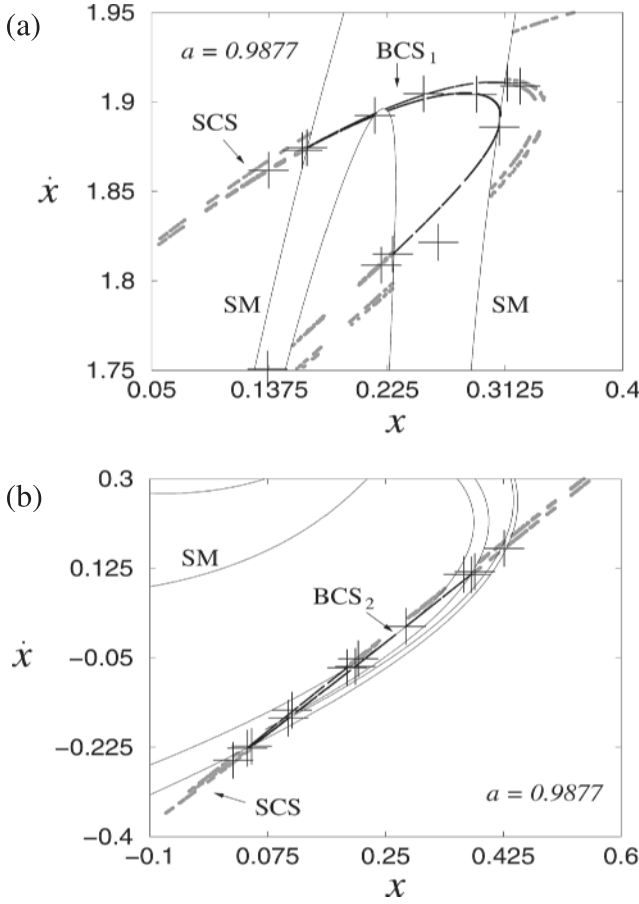 (a)
1.95
a = 0.9877
BCS1
1.9
SCS
1.85
ẋ
1.8
SM
SM
1.75
0.05
0.1375
0.225
0.3125
0.4
x
(b)
0.3
SM
0.125
BCS2
ẋ
-0.05
-0.225
SCS
a = 0.9877
-0.4
-0.1
0.075
0.25
0.425
0.6
x